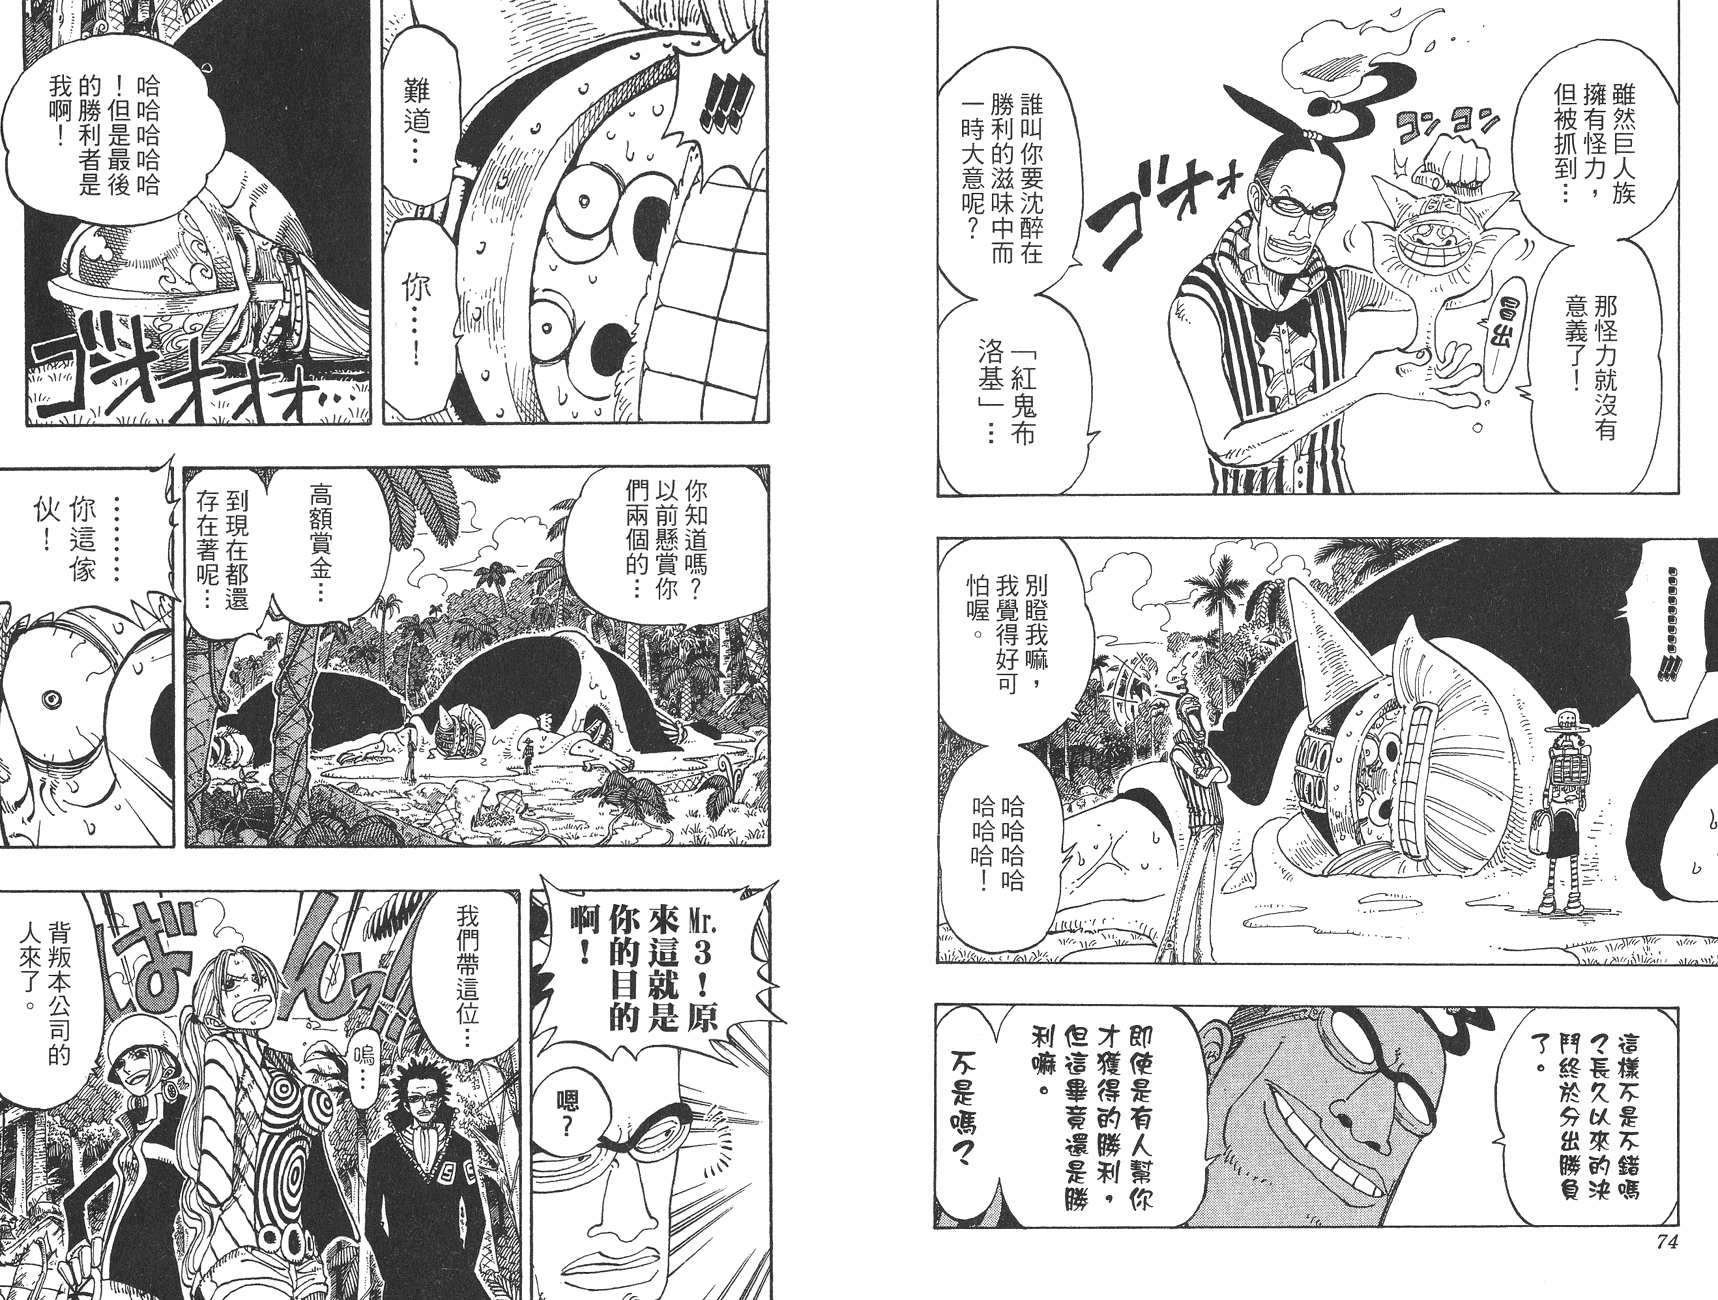 雖然巨人族
擁有怪力，
但被抓到…
那怪力就沒有
意義了！
コンコン
冒出
ゴオオ
誰叫你要沈醉在
勝利的滋味中而
一時大意呢？
「紅鬼布
洛基」…
………!!!
別瞪我嘛，
我覺得好可
怕喔。
哈哈哈哈
哈哈哈！
這樣不是不錯嗎
？長久以來的決
鬥終於分出勝負
了。
即使是有人幫你
才獲得的勝利，
但這畢竟還是勝
利嘛。
不是嗎？
74
!!!
難道…
你…！
哈哈哈哈哈
！但是最後
的勝利者是
我啊！
ゴオオオオ…
你知道嗎？
以前懸賞你
們兩個的…
高額賞金…
到現在都還
存在著呢…
………
你這傢
伙！
Mr.3！原
來這就是
你的目的
啊！
嗯？
我們帶這位…
嗚…
ばんっ!!
背叛本公司的
人來了。